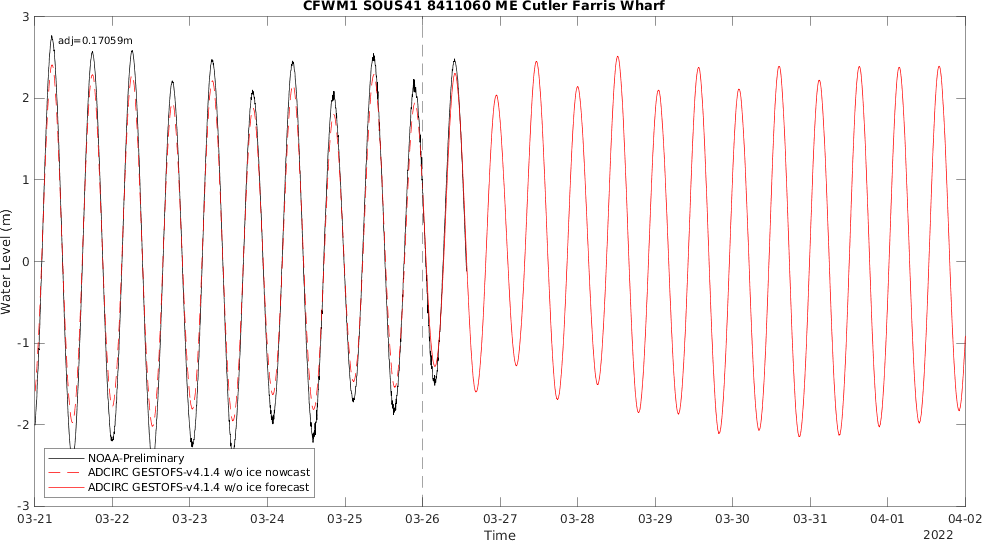 CFWM1 SOUS41 8411060 ME Cutler Farris Wharf
adj=0.17059m
3
2
1
0
-1
-2
-3
Water Level (m)
NOAA-Preliminary
ADCIRC GESTOFS-v4.1.4 w/o ice nowcast
ADCIRC GESTOFS-v4.1.4 w/o ice forecast
03-21 03-22 03-23 03-24 03-25 03-26 03-27 03-28 03-29 03-30 03-31 04-01 04-02
Time
2022